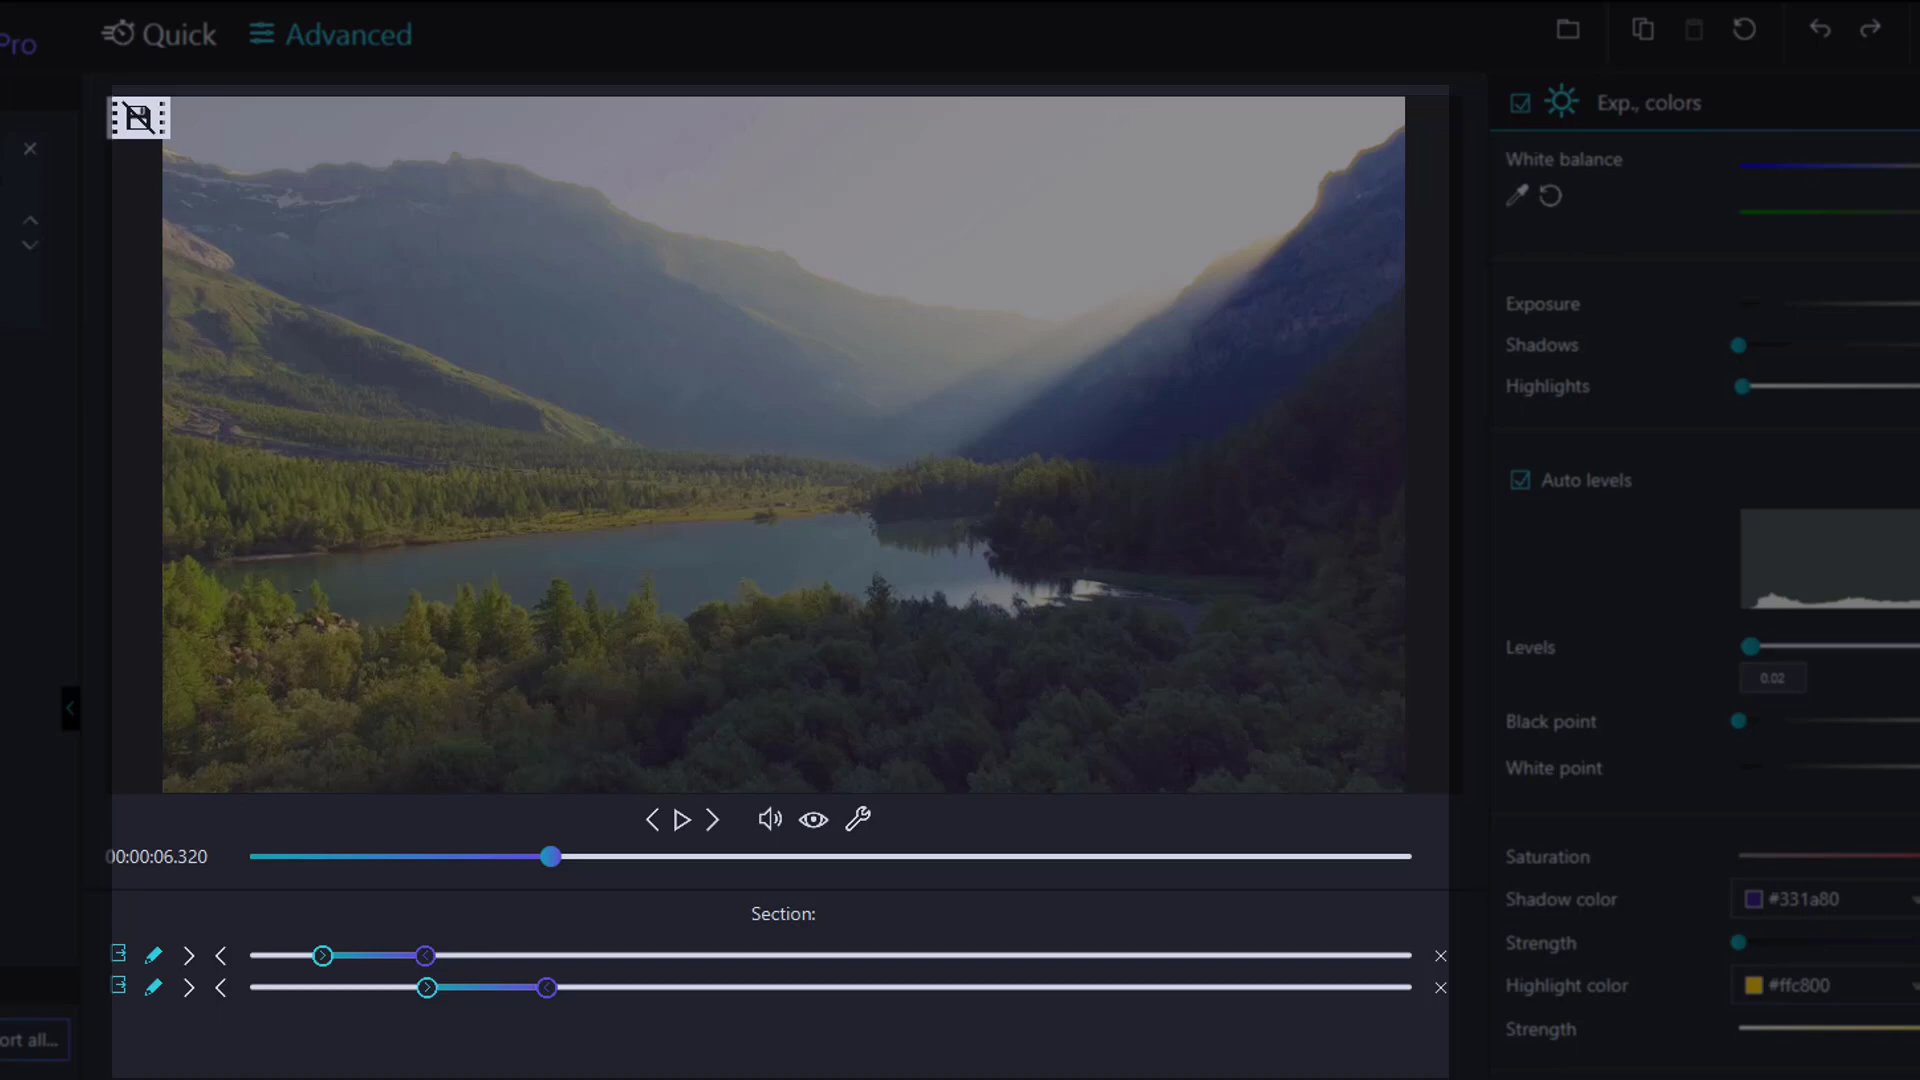 Pro
Quick
Advanced
Exp., colors
White balance
Exposure
Shadows
Highlights
Auto levels
Levels
0.02
Black point
White point
00:00:06.320
Saturation
Shadow color
#331a80
Section:
Strength
Highlight color
#ffc800
Strength
ort all...